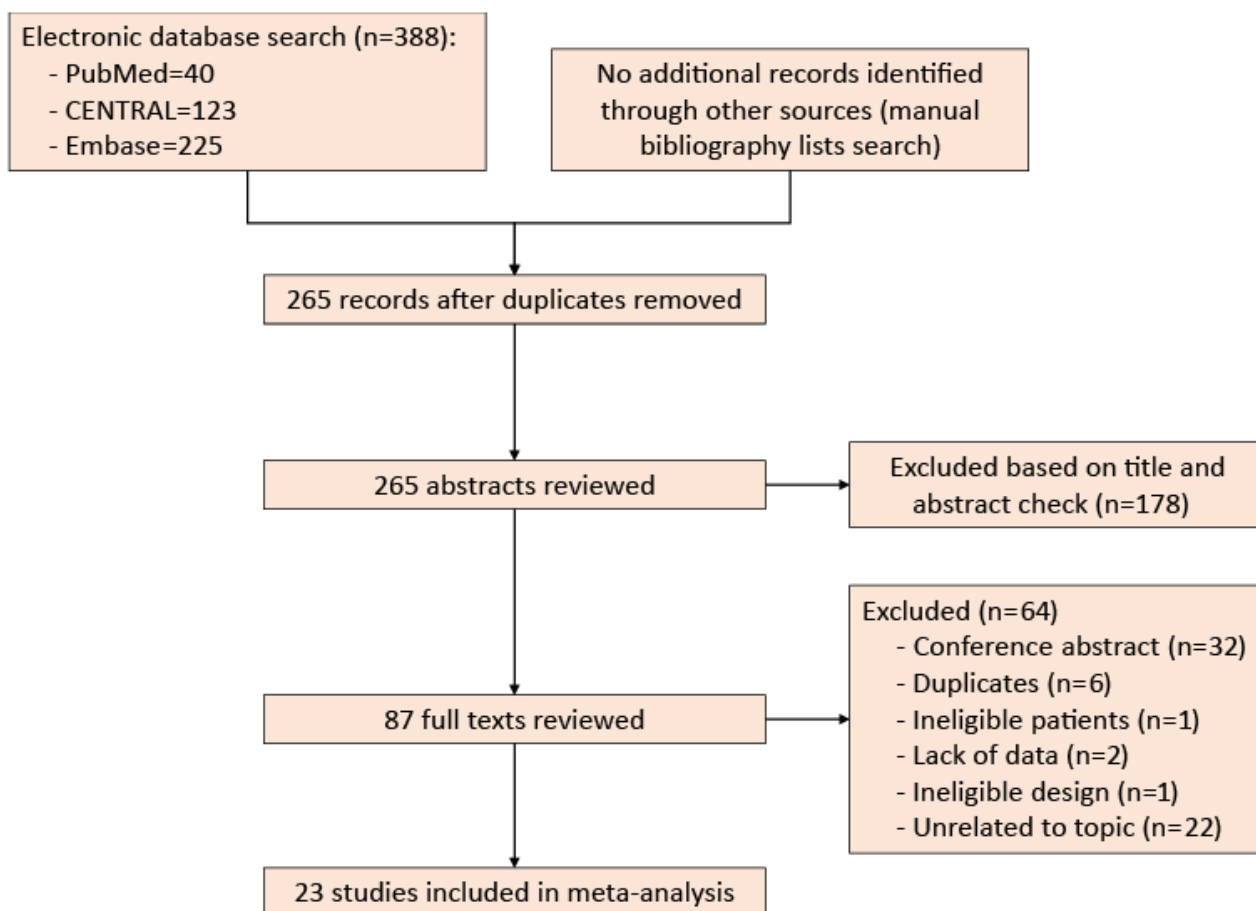 Electronic database search (n=388):
- PubMed=40
- CENTRAL=123
- Embase=225
No additional records identified
through other sources (manual
bibliography lists search)
265 records after duplicates removed
265 abstracts reviewed
Excluded based on title and
abstract check (n=178)
87 full texts reviewed
Excluded (n=64)
- Conference abstract (n=32)
- Duplicates (n=6)
- Ineligible patients (n=1)
- Lack of data (n=2)
- Ineligible design (n=1)
- Unrelated to topic (n=22)
23 studies included in meta-analysis